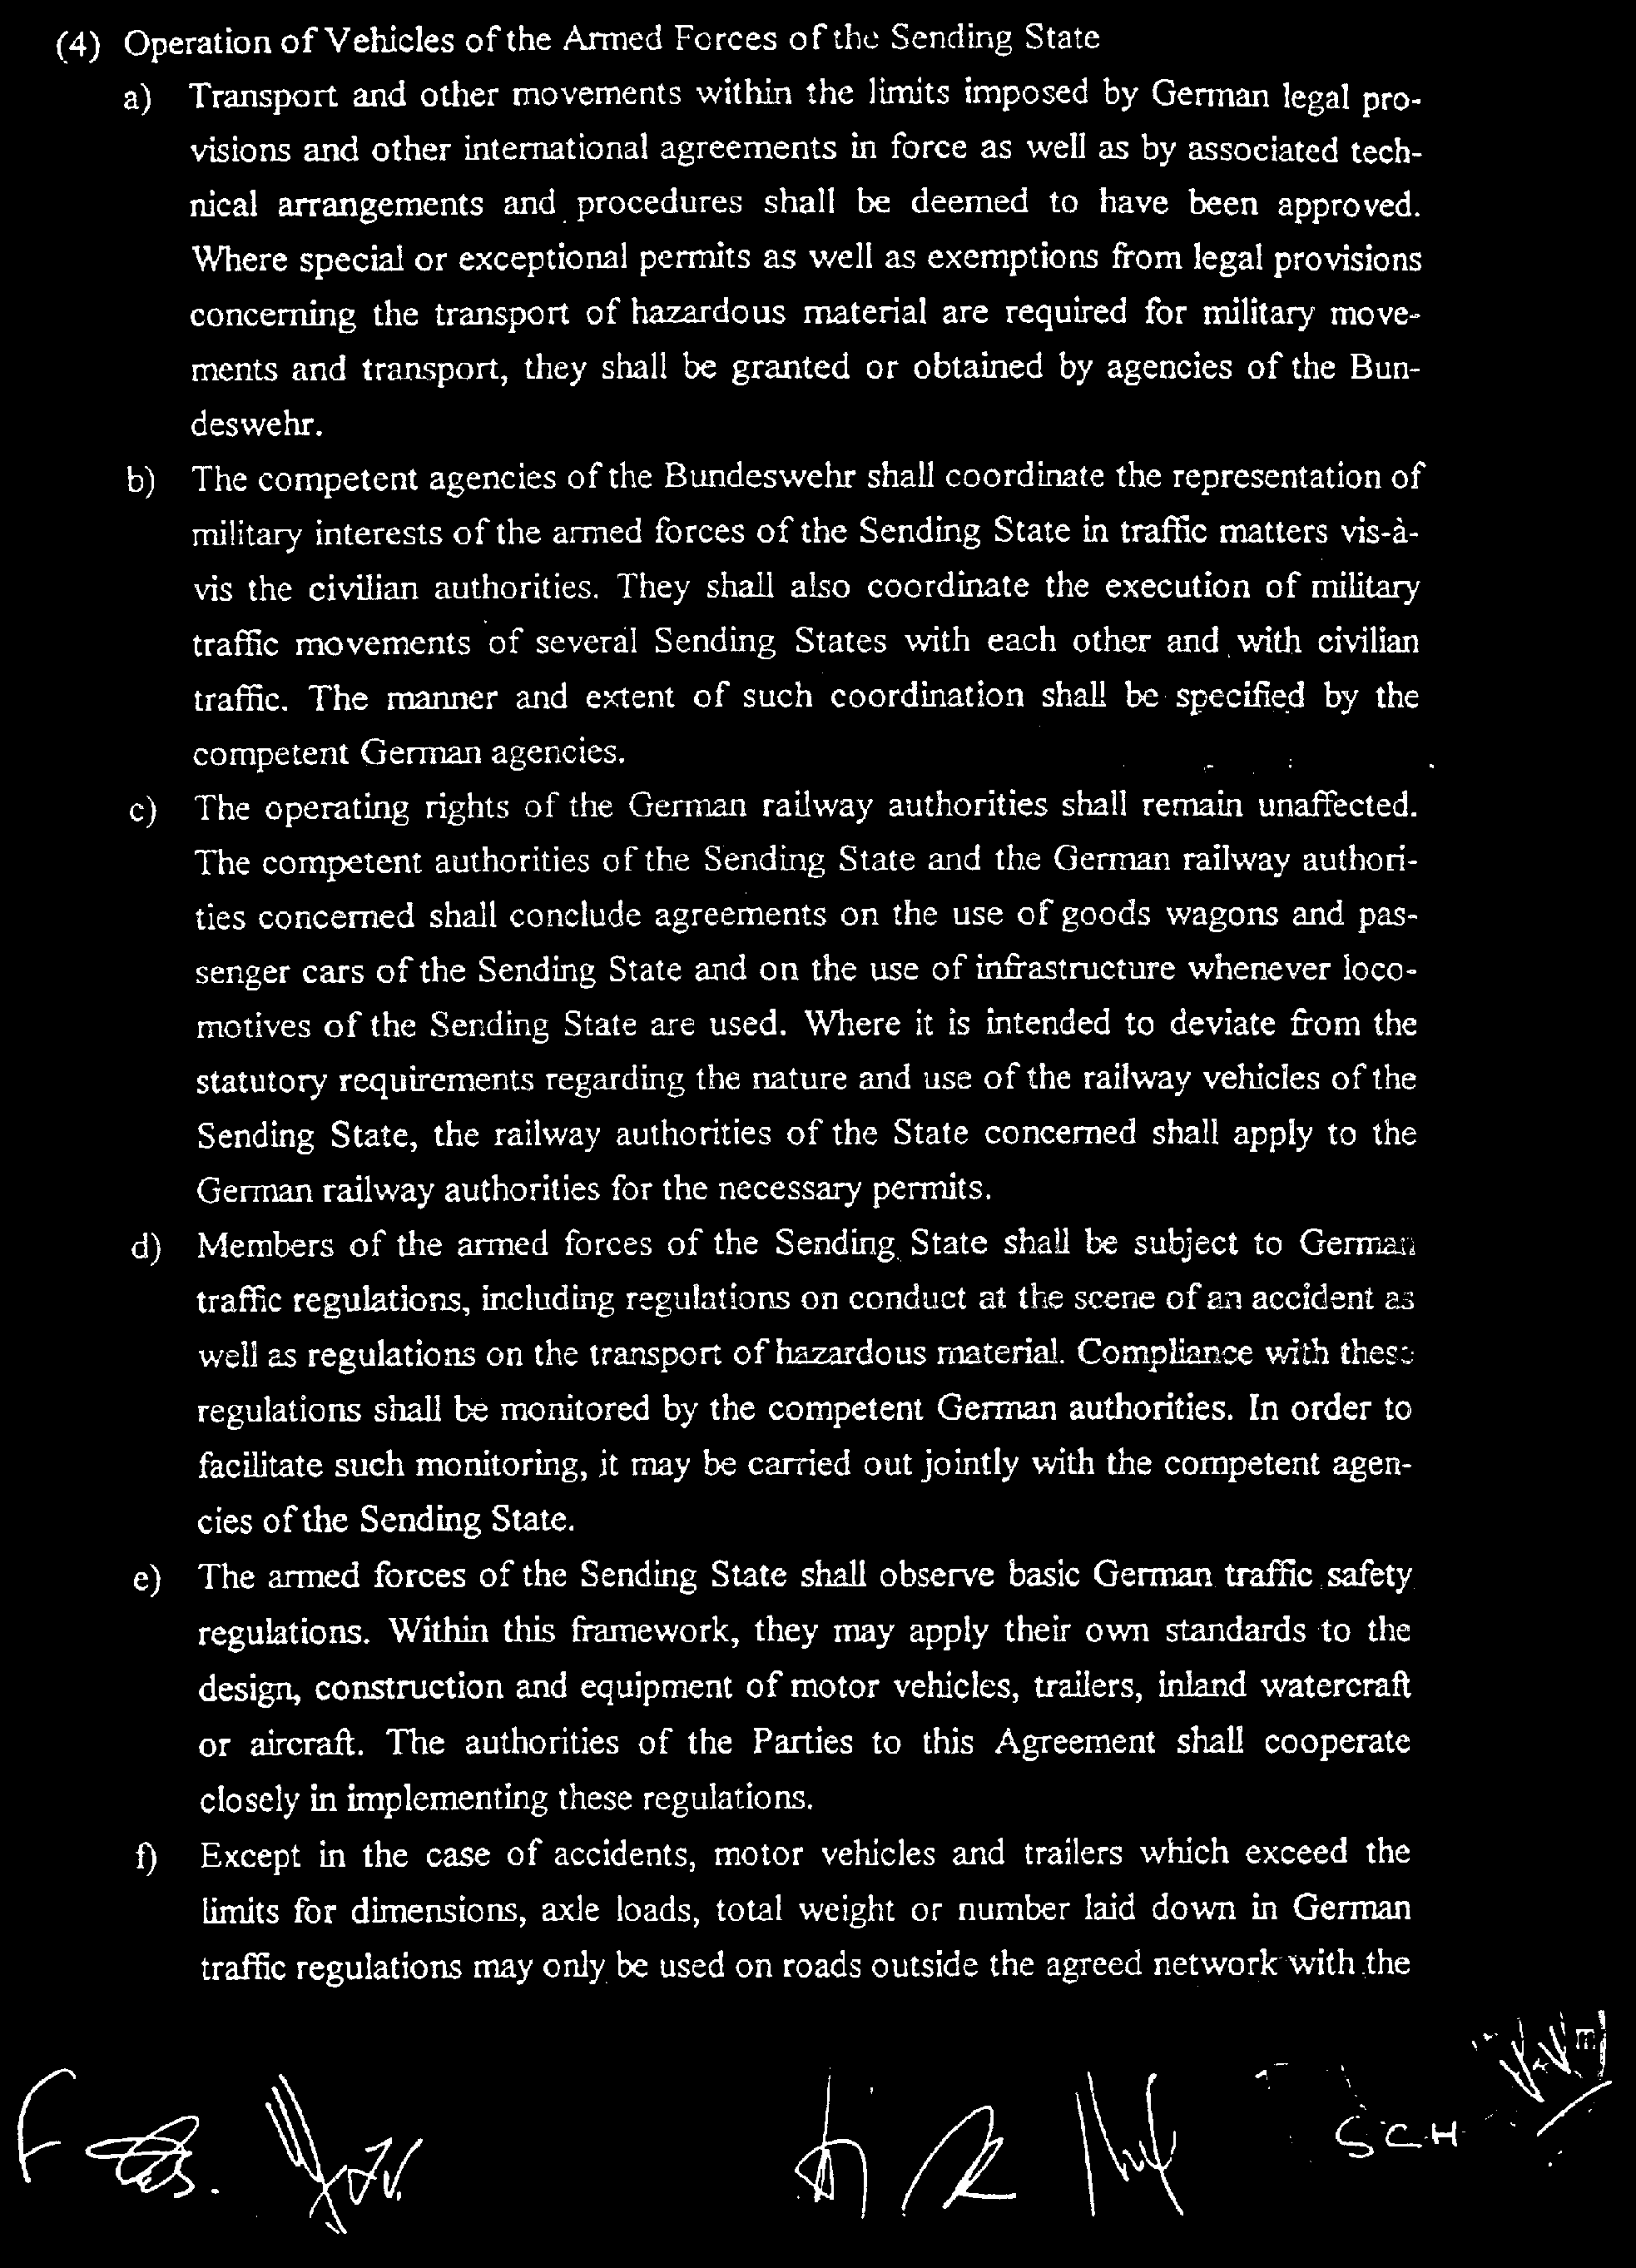 (4) Operation of Vehicles of the Armed Forces of the Sending State
a) Transport and other movements within the limits imposed by German legal pro-
visions and other international agreements in force as well as by associated tech-
nical arrangements and procedures shall be deemed to have been approved.
Where special or exceptional permits as well as exemptions from legal provisions
concerning the transport of hazardous material are required for military move-
ments and transport, they shall be granted or obtained by agencies of the Bun-
deswehr.
b) The competent agencies of the Bundeswehr shall coordinate the representation of
military interests of the armed forces of the Sending State in traffic matters vis-à-
vis the civilian authorities. They shall also coordinate the execution of military
traffic movements of several Sending States with each other and with civilian
traffic. The manner and extent of such coordination shall be specified by the
competent German agencies.
c) The operating rights of the German railway authorities shall remain unaffected.
The competent authorities of the Sending State and the German railway authori-
ties concerned shall conclude agreements on the use of goods wagons and pas-
senger cars of the Sending State and on the use of infrastructure whenever loco-
motives of the Sending State are used. Where it is intended to deviate from the
statutory requirements regarding the nature and use of the railway vehicles of the
Sending State, the railway authorities of the State concerned shall apply to the
German railway authorities for the necessary permits.
d) Members of the armed forces of the Sending State shall be subject to German
traffic regulations, including regulations on conduct at the scene of an accident as
well as regulations on the transport of hazardous material. Compliance with these
regulations shall be monitored by the competent German authorities. In order to
facilitate such monitoring, it may be carried out jointly with the competent agen-
cies of the Sending State.
e) The armed forces of the Sending State shall observe basic German traffic safety
regulations. Within this framework, they may apply their own standards to the
design, construction and equipment of motor vehicles, trailers, inland watercraft
or aircraft. The authorities of the Parties to this Agreement shall cooperate
closely in implementing these regulations.
f) Except in the case of accidents, motor vehicles and trailers which exceed the
limits for dimensions, axle loads, total weight or number laid down in German
traffic regulations may only be used on roads outside the agreed network with the
SCH